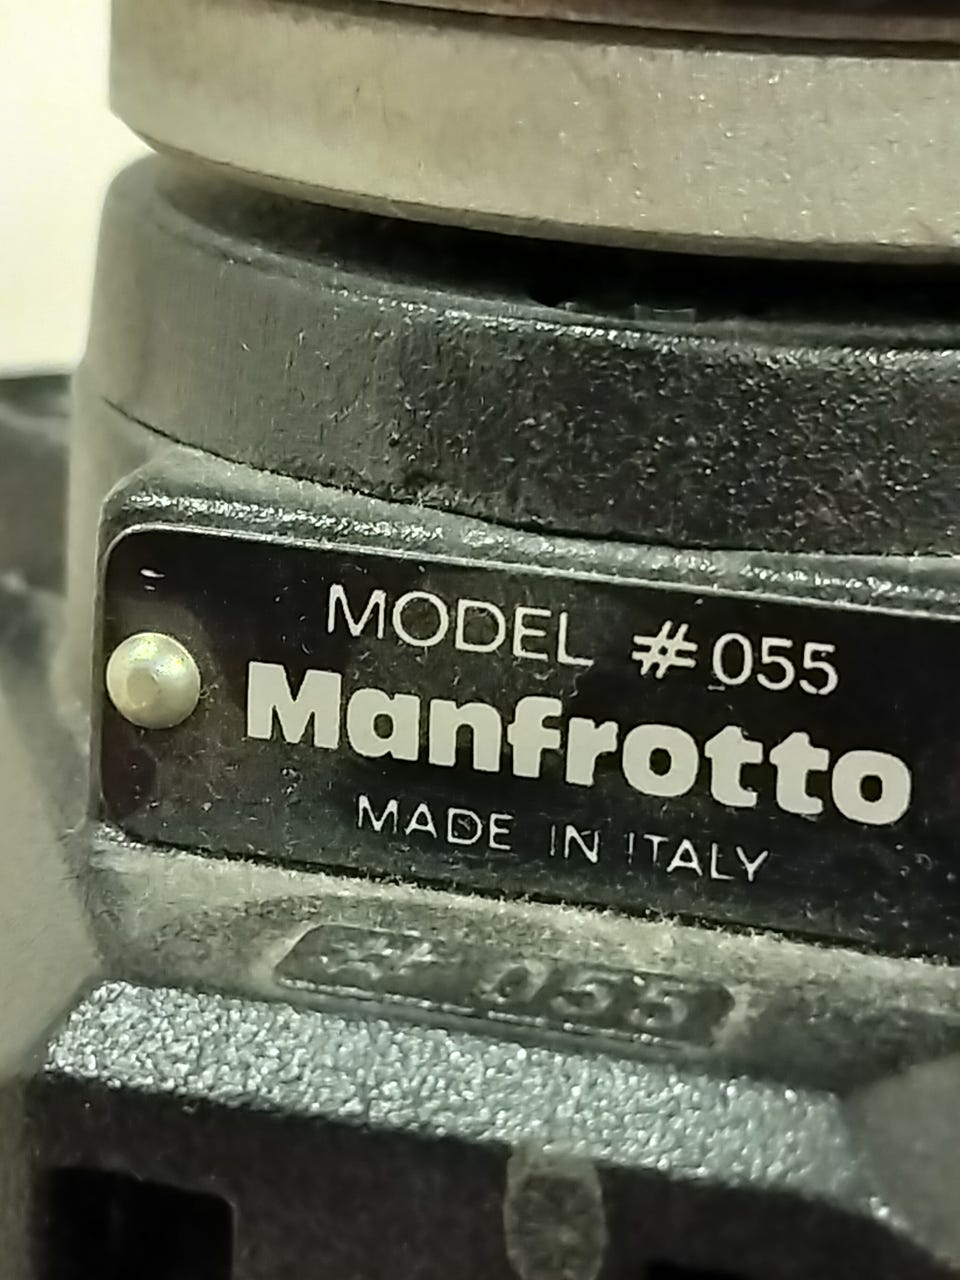 MODEL #055
Manfrotto
MADE IN ITALY
# 055